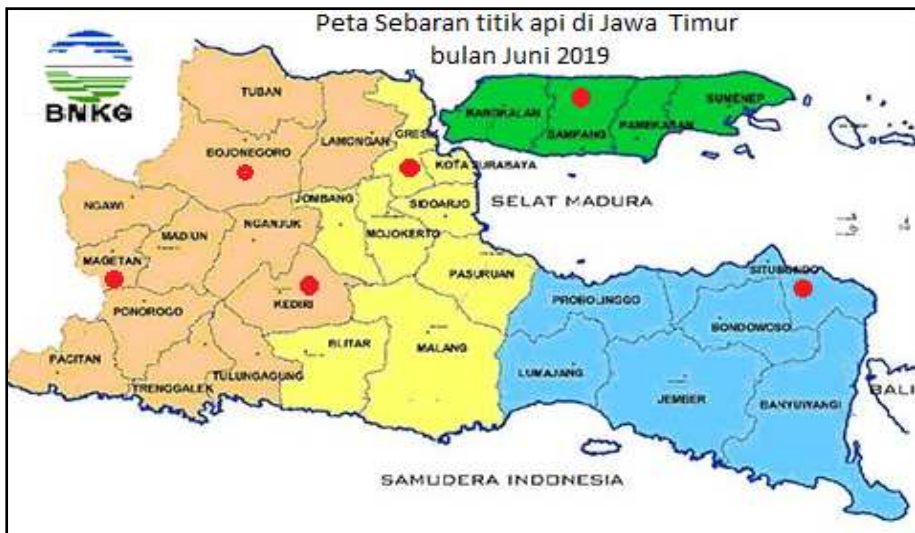 Peta Sebaran titik api di Jawa Timur
bulan Juni 2019
BNKG
TUBAN
BOJONEGORO
LAMONGAN
GRESIK
KOTA SURABAYA
BANGKALAN
SAMPANG
PAMEKASAN
SUMENEP
NGAWI
MADIUN
NGANJUK
JOMBANG
SIDOARJO
MOJOKERTO
SELAT MADURA
MAGETAN
PASURUAN
PONOROGO
KEDIRI
PROBOLINGGO
SITUBONDO
BONDOWOSO
PACITAN
TRENGGALEK
TULUNGAGUNG
BLITAR
MALANG
LUMAJANG
JEMBER
BANYUWANGI
BALI
SAMUDERA INDONESIA